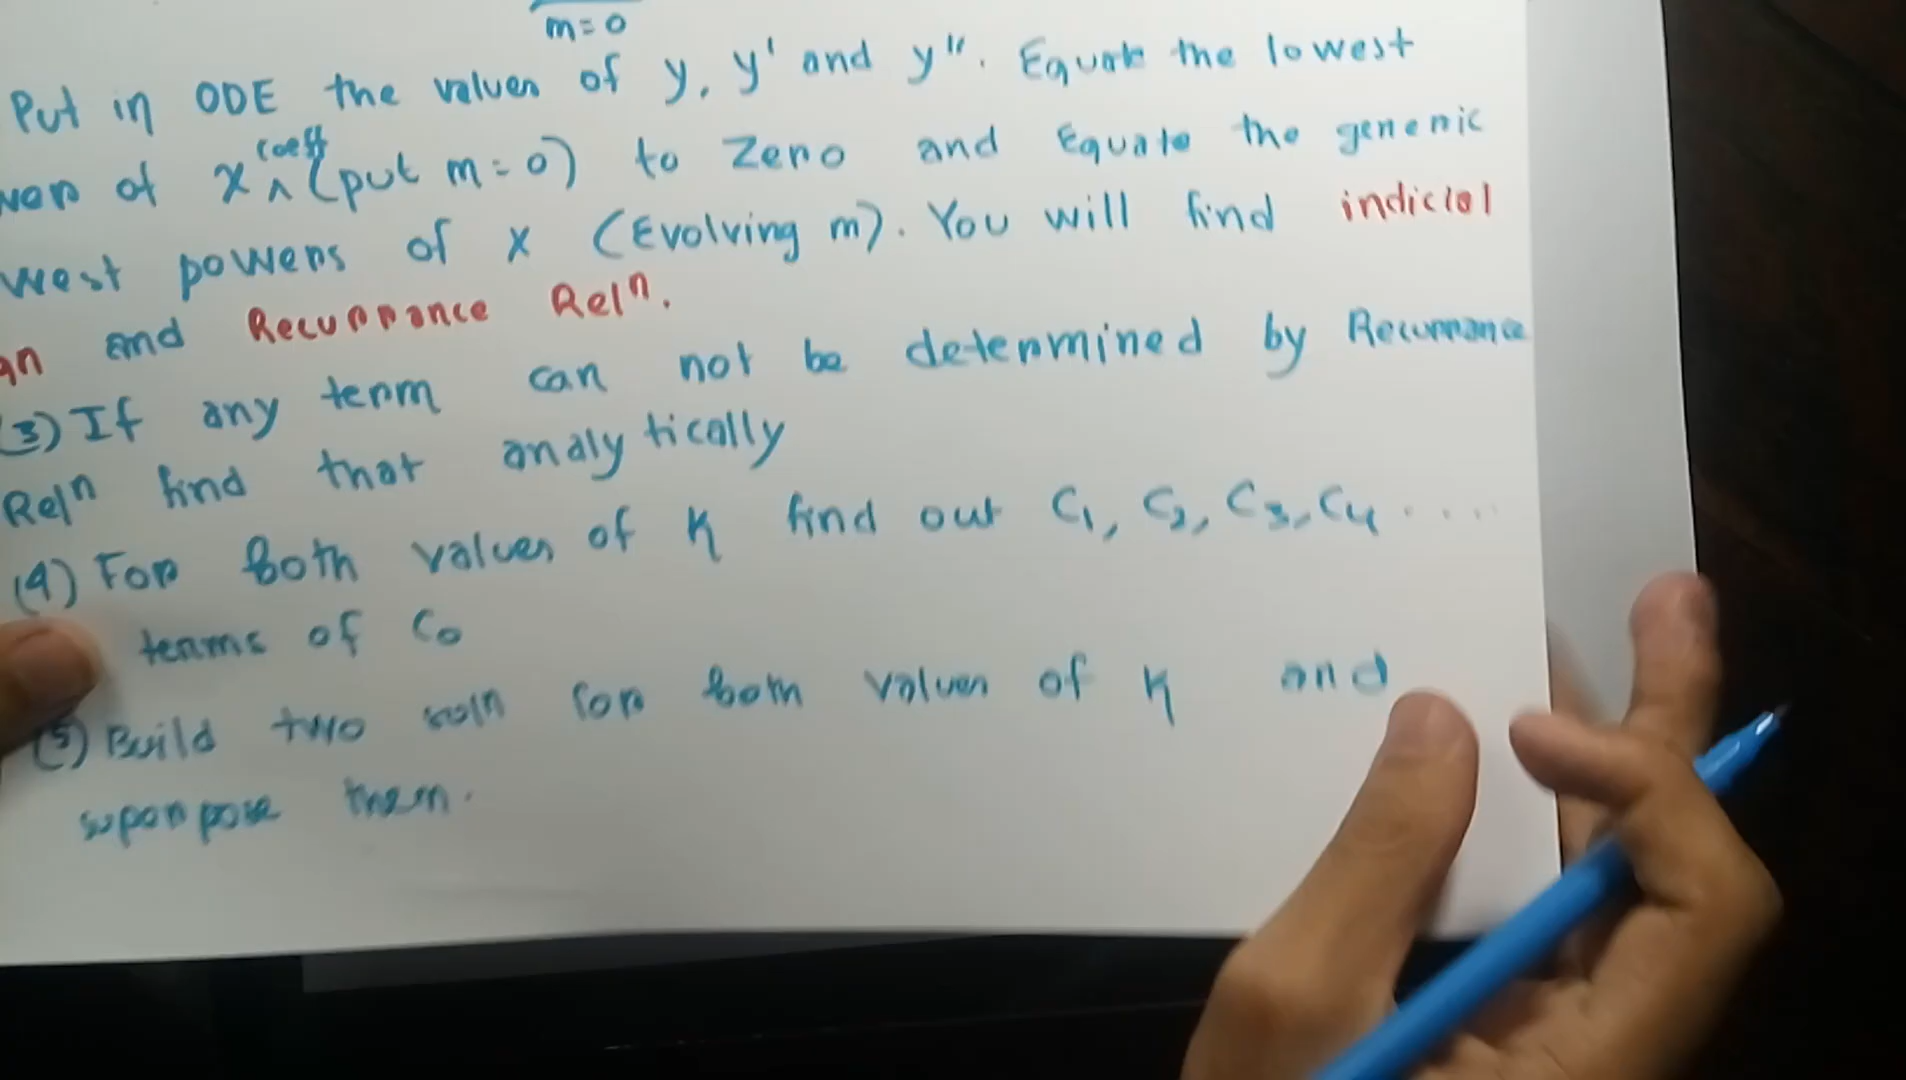 m=0
Put in ODE the values of y, y' and y". Equate the lowest
coeff
wer of x ^ (put m=0) to zero and Equate the generic
west powers of x (Evolving m). You will find indicial
qn and Recurrance Relⁿ.
(3) If any term can not be determined by Recurrance
Relⁿ find that analytically
(4) For both values of K find out C₁, C₂, C₃, C₄ ....
terms of C₀
(5) Build two soln for both values of K and
superpose them.